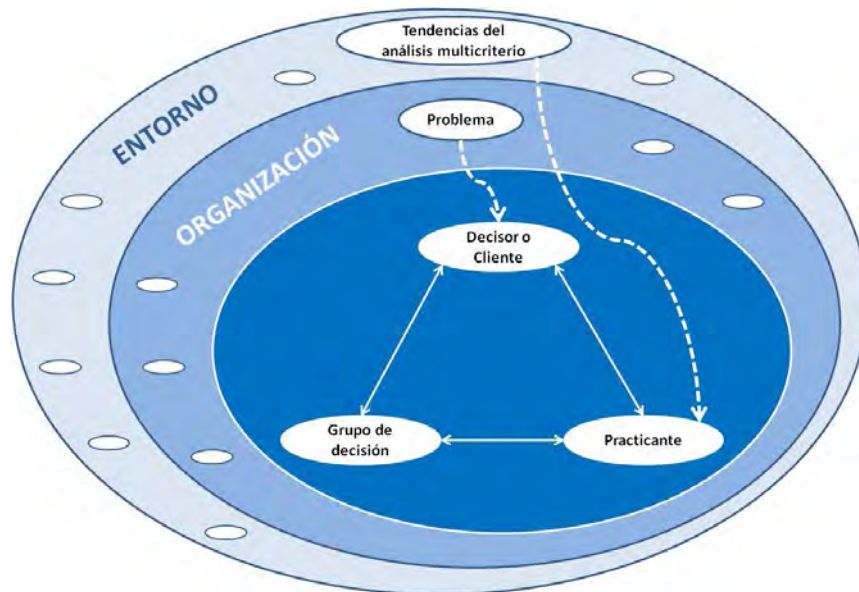 Tendencias del
análisis multicriterio
ENTORNO
Problema
ORGANIZACIÓN
Decisor o
Cliente
Grupo de
decisión
Practicante